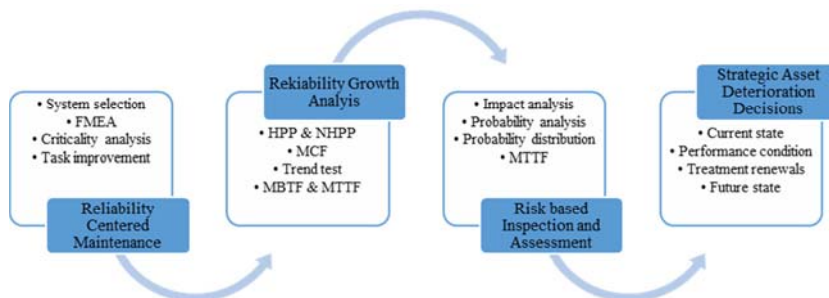 • System selection
• FMEA
• Criticality analysis
• Task improvement
Reliability
Centered
Maintenance
Rekiability Growth
Analyis
• HPP & NHPP
• MCF
• Trend test
• MBTF & MTTF
• Impact analysis
• Probability analysis
• Probability distribution
• MTTF
Risk based
Inspection and
Assessment
Strategic Asset
Deterioration
Decisions
• Current state
• Performance condition
• Treatment renewals
• Future state